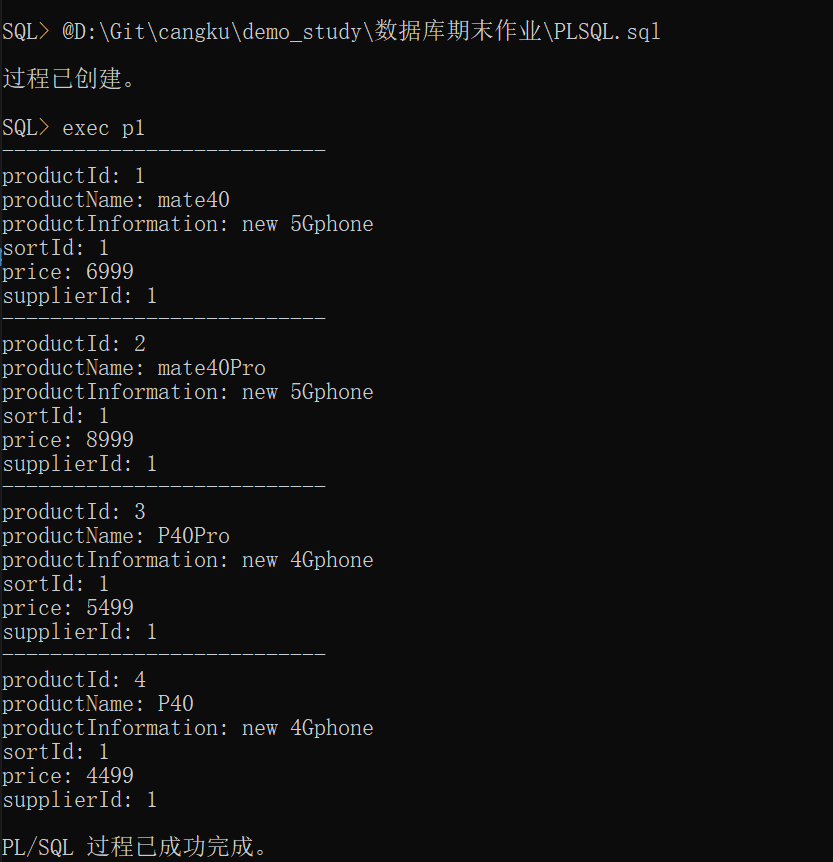 SQL> @D:\Git\cangku\demo_study\数据库期末作业\PLSQL.sql
过程已创建。
SQL> exec p1
---------------------------
productId: 1
productName: mate40
productInformation: new 5Gphone
sortId: 1
price: 6999
supplierId: 1
---------------------------
productId: 2
productName: mate40Pro
productInformation: new 5Gphone
sortId: 1
price: 8999
supplierId: 1
---------------------------
productId: 3
productName: P40Pro
productInformation: new 4Gphone
sortId: 1
price: 5499
supplierId: 1
---------------------------
productId: 4
productName: P40
productInformation: new 4Gphone
sortId: 1
price: 4499
supplierId: 1
PL/SQL 过程已成功完成。